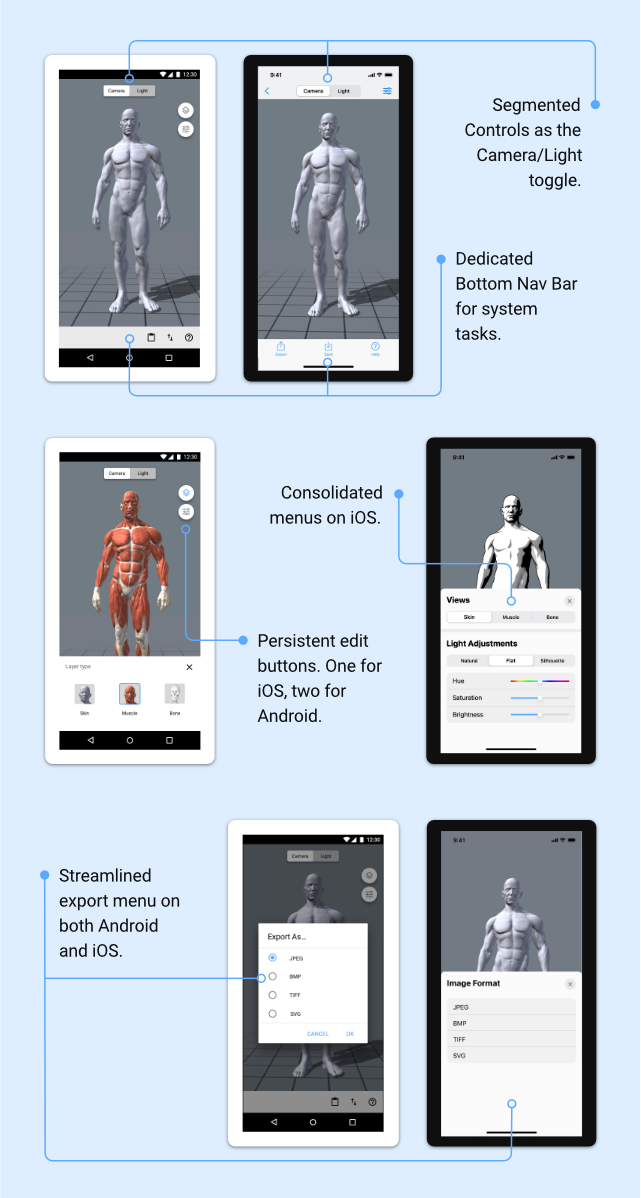 12:30
Camera Light
9:41
Camera Light
Segmented
Controls as the
Camera/Light
toggle.
Dedicated
Bottom Nav Bar
for system
tasks.
Export Save Help
12:30
Camera Light
Layer type
Skin Muscle Bone
Persistent edit
buttons. One for
iOS, two for
Android.
Consolidated
menus on iOS.
9:41
Views
Skin Muscle Bone
Light Adjustments
Natural Flat Silhouette
Hue
Saturation
Brightness
Streamlined
export menu on
both Android
and iOS.
12:30
Camera Light
Export As...
JPEG
BMP
TIFF
SVG
CANCEL OK
9:41
Image Format
JPEG
BMP
TIFF
SVG